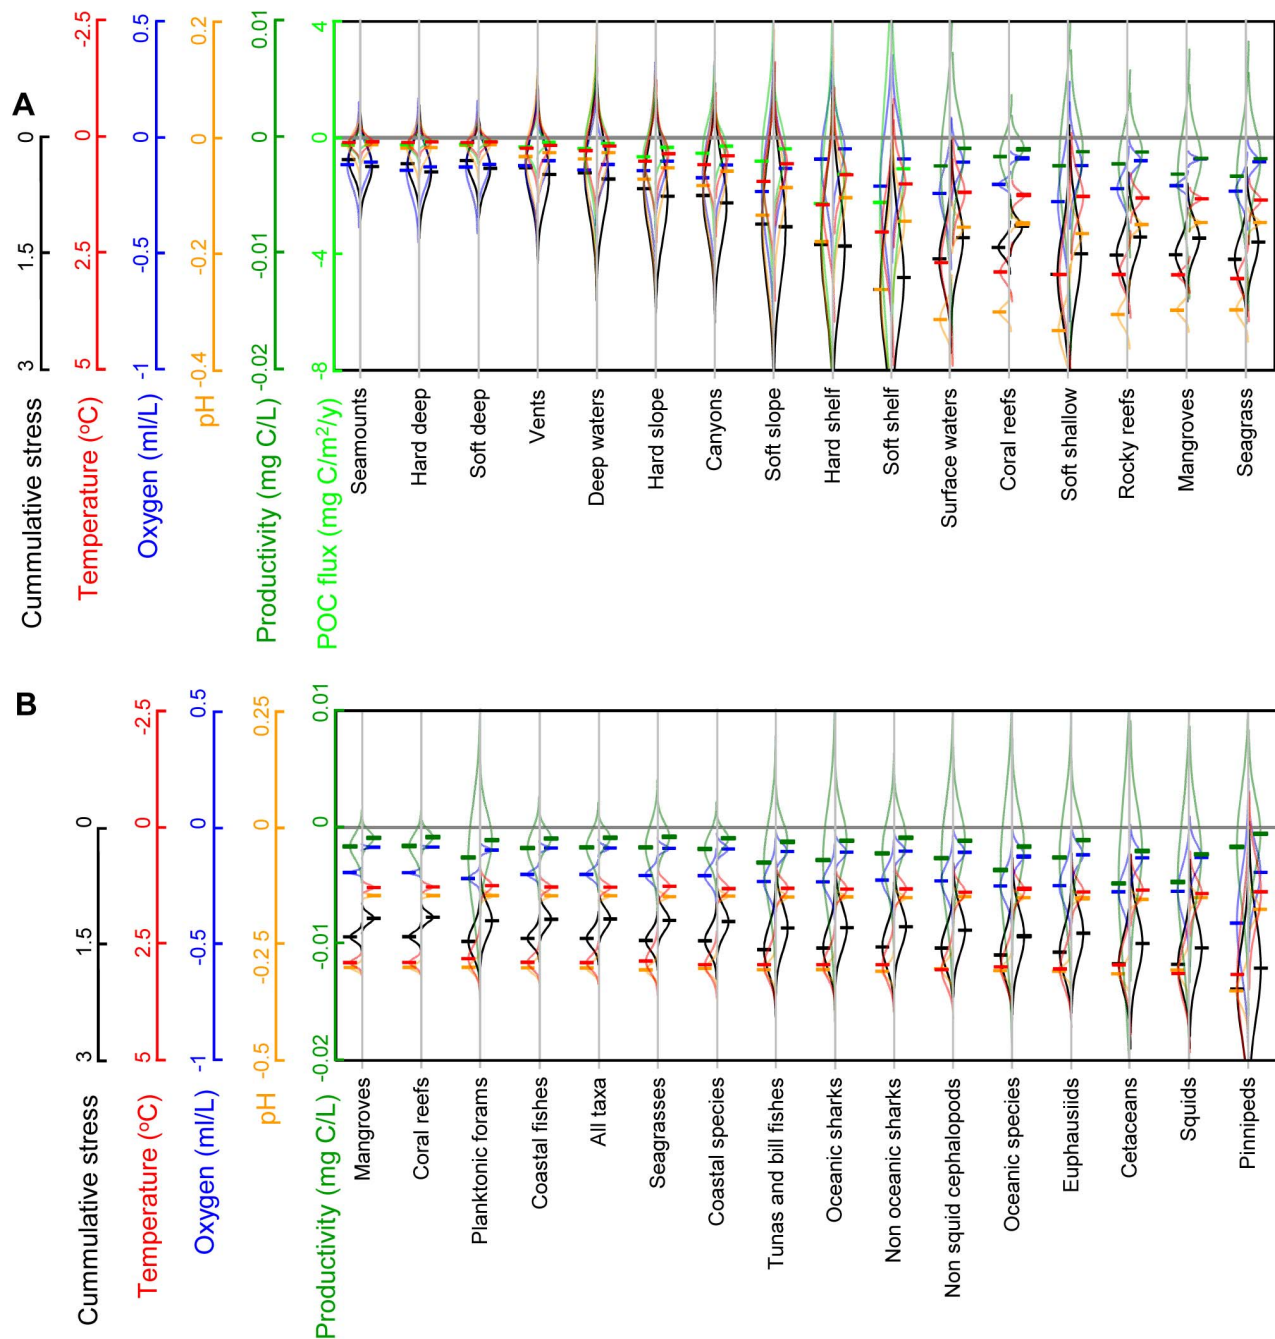 A
Cummulative stress
0
1.5
3
Temperature (ºC)
-2.5
0
2.5
5
Oxygen (ml/L)
0.5
0
-0.5
-1
pH
0.2
0
-0.2
-0.4
Productivity (mg C/L)
0.01
0
-0.01
-0.02
POC flux (mg C/m²/y)
4
0
-4
-8
Seamounts
Hard deep
Soft deep
Vents
Deep waters
Hard slope
Canyons
Soft slope
Hard shelf
Soft shelf
Surface waters
Coral reefs
Soft shallow
Rocky reefs
Mangroves
Seagrass
B
Cummulative stress
0
1.5
3
Temperature (ºC)
-2.5
0
2.5
5
Oxygen (ml/L)
0.5
0
-0.5
-1
pH
0.25
0
-0.25
-0.5
Productivity (mg C/L)
0.01
0
-0.01
-0.02
Mangroves
Coral reefs
Planktonic forams
Coastal fishes
All taxa
Seagrasses
Coastal species
Tunas and bill fishes
Oceanic sharks
Non oceanic sharks
Non squid cephalopods
Oceanic species
Euphausiids
Cetaceans
Squids
Pinnipeds